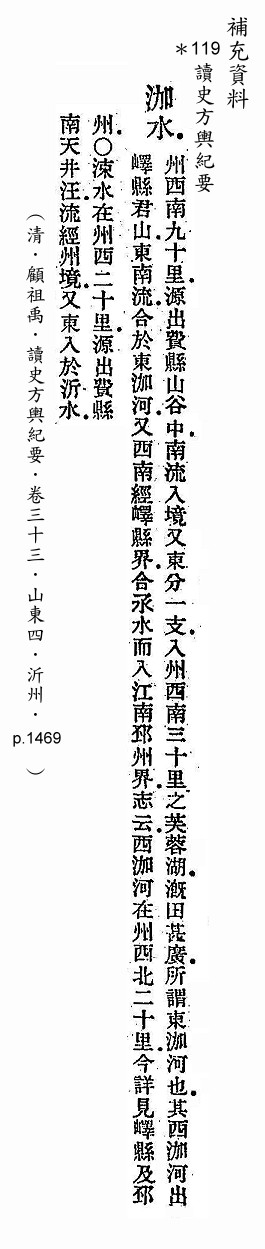 補充資料
＊119讀史方輿紀要
泇水。州西南九十里。源出費縣山谷中。南流入境。又東分一支。入州西南三十里之芙蓉湖。溉田甚廣。所謂東泇河也。其西泇河出
嶧縣君山。東南流。合於東泇河。又西南經嶧縣界。合氶水而入江南邳州界。志云。西泇河在州西北二十里。今詳見嶧縣及邳
州。○涑水在州西二十里。源出費縣
南天井汪。流經州境。又東入於沂水。
（清．顧祖禹．讀史方輿紀要．卷三十三．山東四．沂州．p.1469）